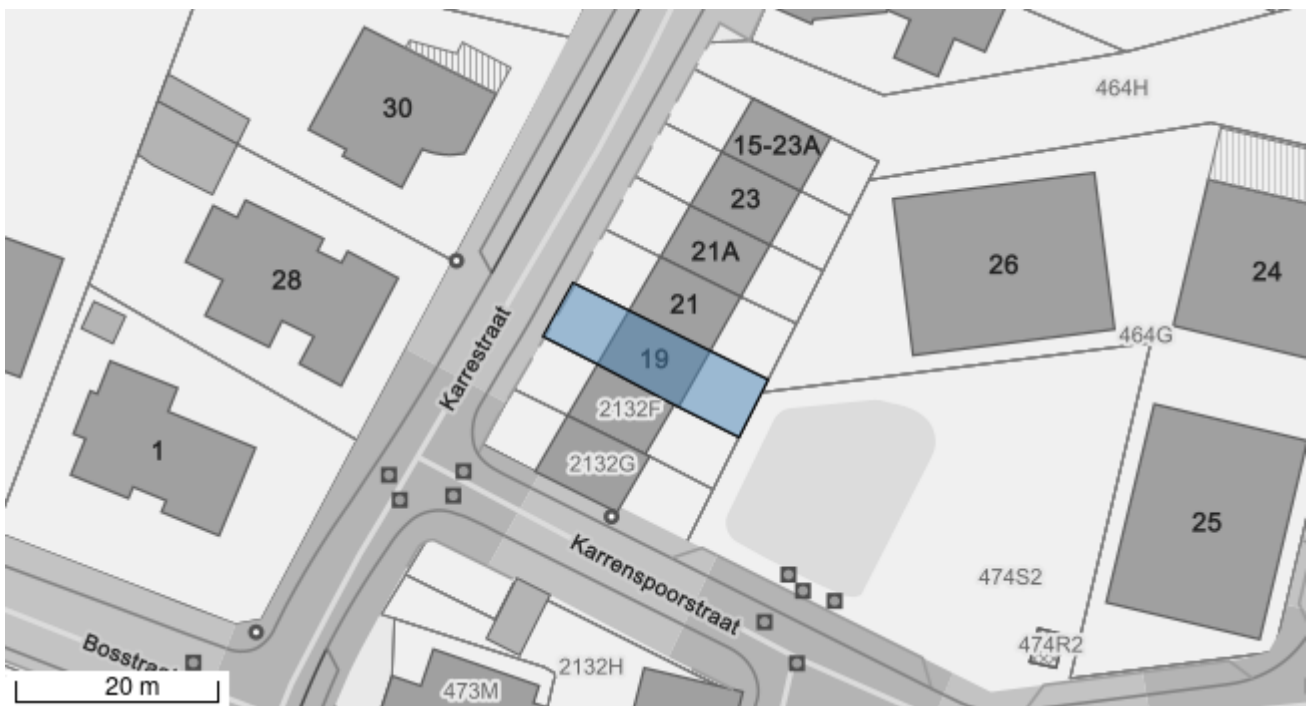 464H
30
15-23A
23
21A
26
24
28
21
464G
19
Karrestraat
2132F
1
2132G
25
Karrenspoorstraat
474S2
474R2
Bosstraat
2132H
20 m
473M